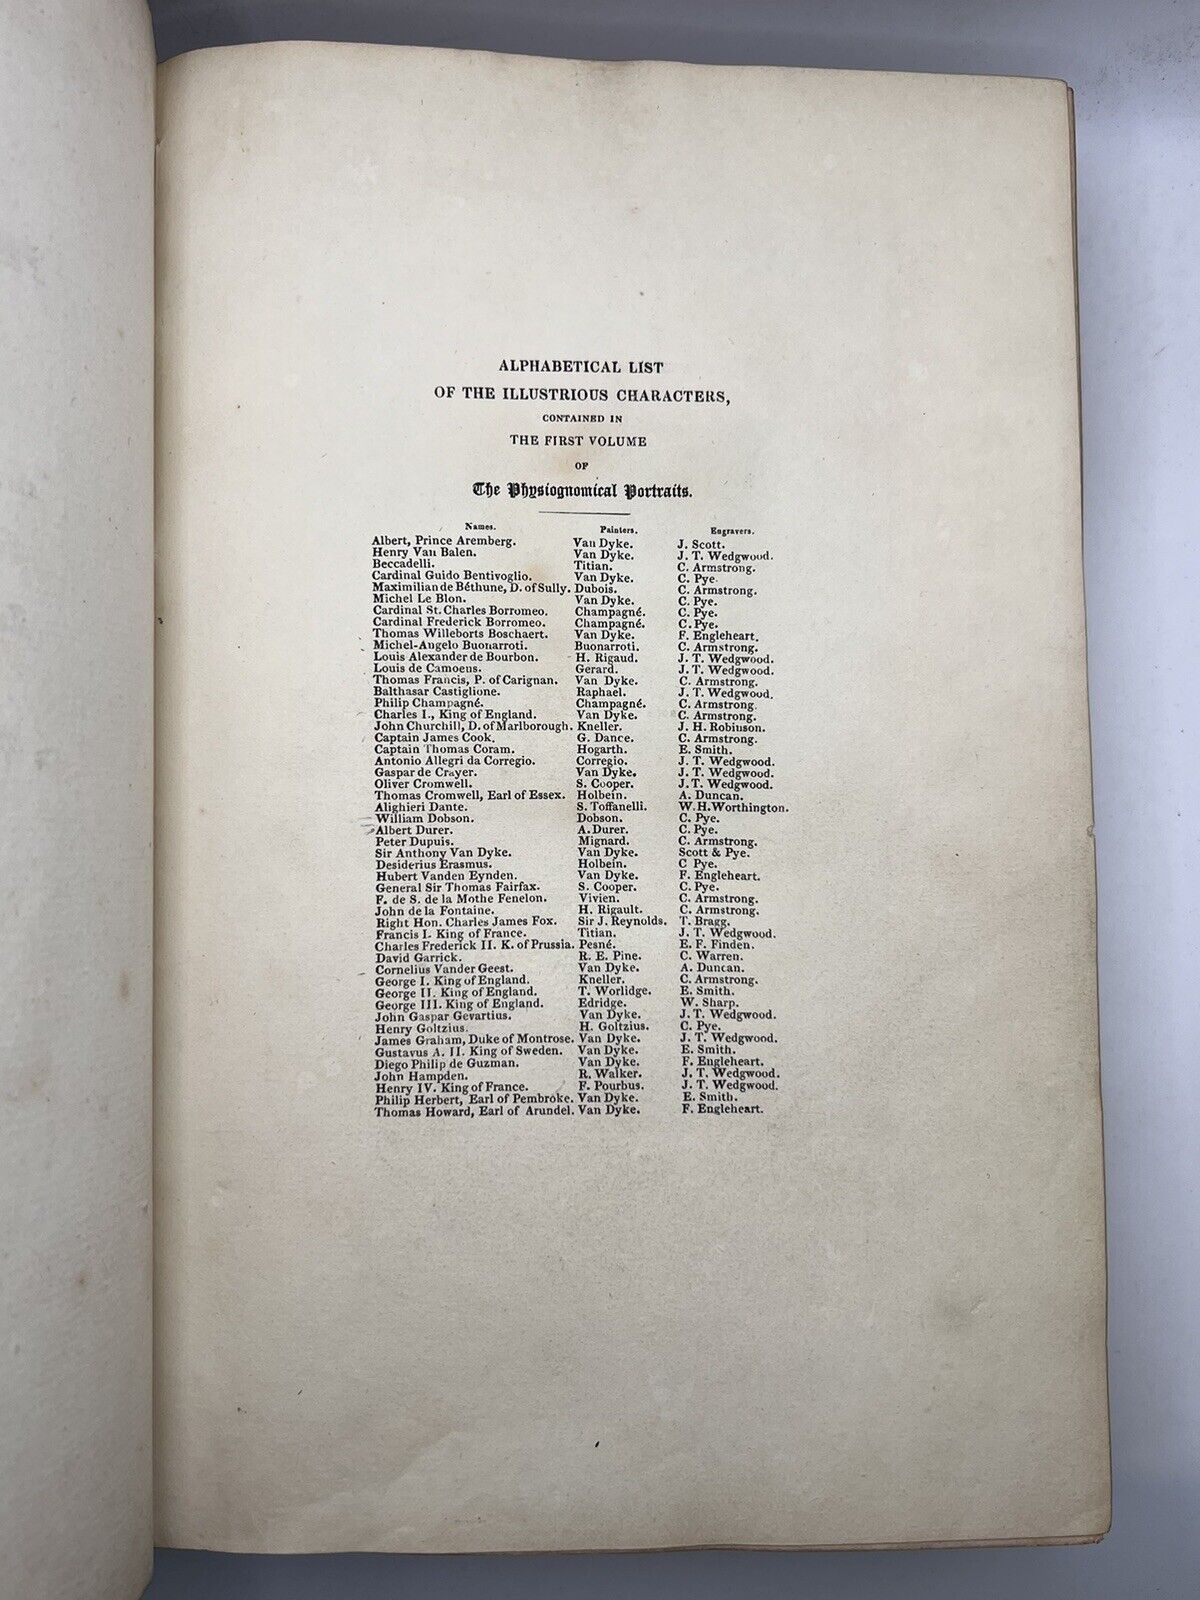 ALPHABETICAL LIST
OF THE ILLUSTRIOUS CHARACTERS,
CONTAINED IN
THE FIRST VOLUME
OF
The Physiognomical Portraits.
Names. Painters. Engravers.
Albert, Prince Aremberg. Van Dyke. J. Scott.
Henry Van Balen. Van Dyke. J. T. Wedgwood.
Beccadelli. Titian. C. Armstrong.
Cardinal Guido Bentivoglio. Van Dyke. C. Pye.
Maximilian de Béthune, D. of Sully. Dubois. C. Armstrong.
Michel Le Blon. Van Dyke. C. Pye.
Cardinal St. Charles Borromeo. Champagné. C. Pye.
Cardinal Frederick Borromeo. Champagné. C. Pye.
Thomas Willeborts Boschaert. Van Dyke. F. Engleheart.
Michel-Angelo Buonarroti. Buonarroti. C. Armstrong.
Louis Alexander de Bourbon. H. Rigaud. J. T. Wedgwood.
Louis de Camoens. Gerard. J. T. Wedgwood.
Thomas Francis, P. of Carignan. Van Dyke. C. Armstrong.
Balthasar Castiglione. Raphael. J. T. Wedgwood.
Philip Champagné. Champagné. C. Armstrong.
Charles I., King of England. Van Dyke. C. Armstrong.
John Churchill, D. of Marlborough. Kneller. J. H. Robinson.
Captain James Cook. G. Dance. C. Armstrong.
Captain Thomas Coram. Hogarth. E. Smith.
Antonio Allegri da Corregio. Corregio. J. T. Wedgwood.
Gaspar de Crayer. Van Dyke. J. T. Wedgwood.
Oliver Cromwell. S. Cooper. J. T. Wedgwood.
Thomas Cromwell, Earl of Essex. Holbein. A. Duncan.
Alighieri Dante. S. Toffanelli. W. H. Worthington.
William Dobson. Dobson. C. Pye.
Albert Durer. A. Durer. C. Pye.
Peter Dupuis. Mignard. C. Armstrong.
Sir Anthony Van Dyke. Van Dyke. Scott & Pye.
Desiderius Erasmus. Holbein. C Pye.
Hubert Vanden Eynden. Van Dyke. F. Engleheart.
General Sir Thomas Fairfax. S. Cooper. C. Pye.
F. de S. de la Mothe Fenelon. Vivien. C. Armstrong.
John de la Fontaine. H. Rigault. C. Armstrong.
Right Hon. Charles James Fox. Sir J. Reynolds. T. Bragg.
Francis I. King of France. Titian. J. T. Wedgwood.
Charles Frederick II. K. of Prussia. Pesné. E. F. Finden.
David Garrick. R. E. Pine. C. Warren.
Cornelius Vander Geest. Van Dyke. A. Duncan.
George I. King of England. Kneller. C. Armstrong.
George II. King of England. T. Worlidge. E. Smith.
George III. King of England. Edridge. W. Sharp.
John Gaspar Gevartius. Van Dyke. J. T. Wedgwood.
Henry Goltzius. H. Goltzius. C. Pye.
James Graham, Duke of Montrose. Van Dyke. J. T. Wedgwood.
Gustavus A. II. King of Sweden. Van Dyke. E. Smith.
Diego Philip de Guzman. Van Dyke. F. Engleheart.
John Hampden. R. Walker. J. T. Wedgwood.
Henry IV. King of France. F. Pourbus. J. T. Wedgwood.
Philip Herbert, Earl of Pembroke. Van Dyke. E. Smith.
Thomas Howard, Earl of Arundel. Van Dyke. F. Engleheart.